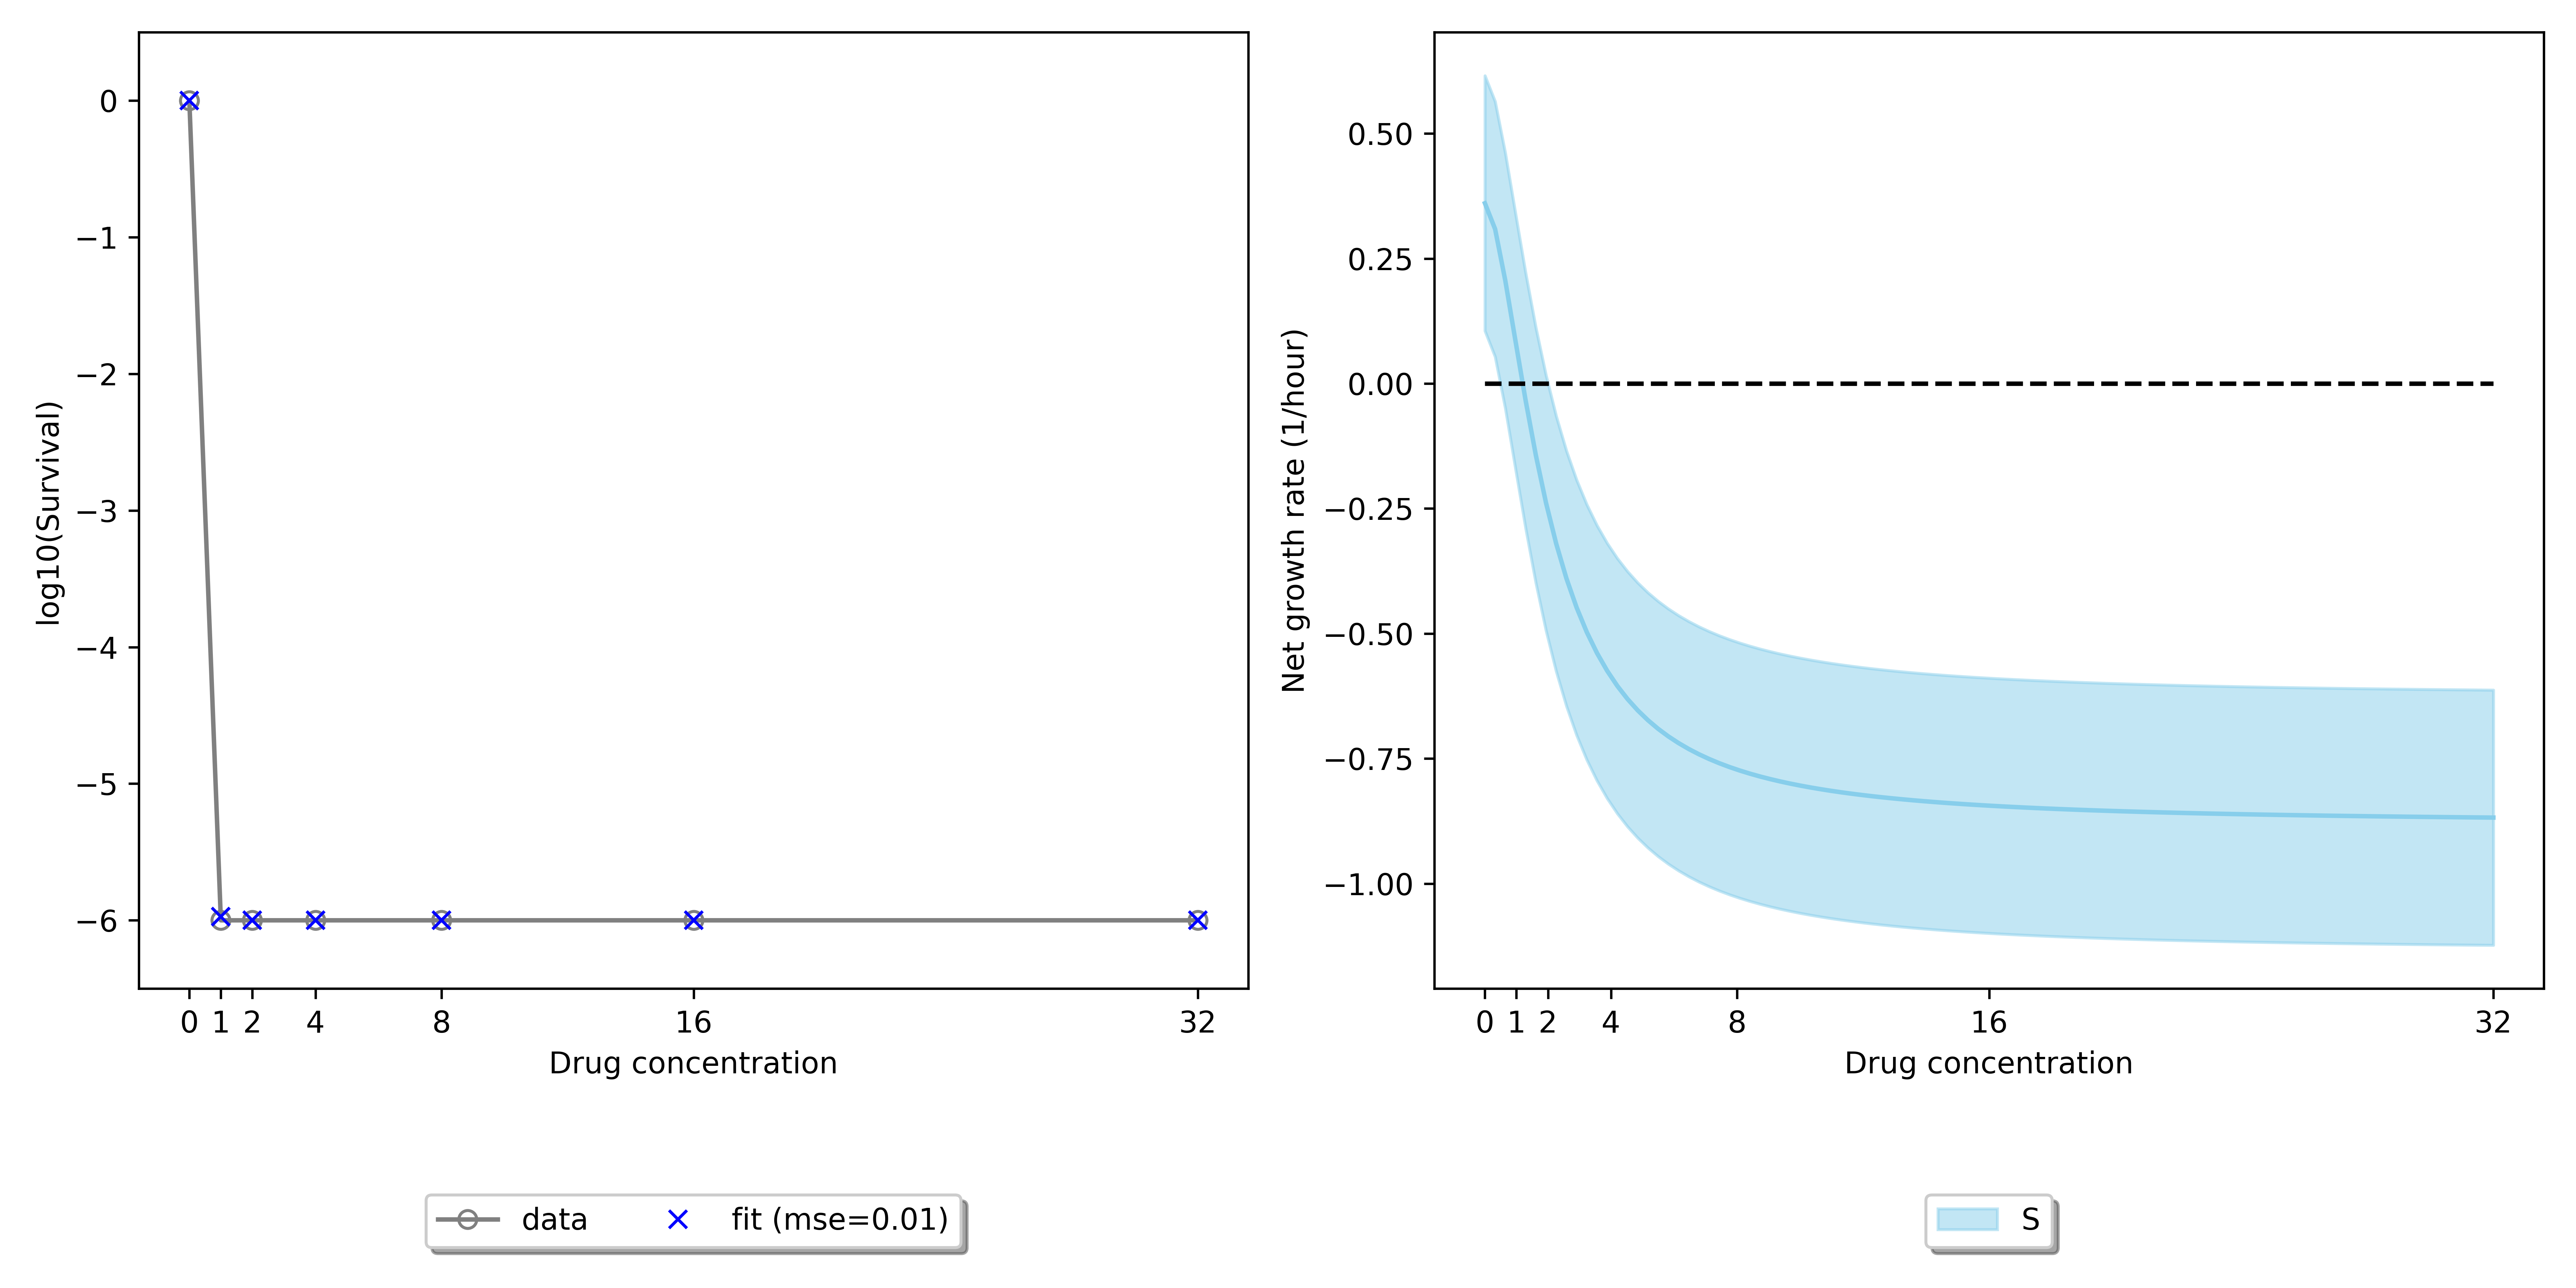 log10(Survival)
0
−1
−2
−3
−4
−5
−6
0 1 2 4 8 16 32
Drug concentration
data fit (mse=0.01)
Net growth rate (1/hour)
0.50
0.25
0.00
−0.25
−0.50
−0.75
−1.00
0 1 2 4 8 16 32
Drug concentration
S